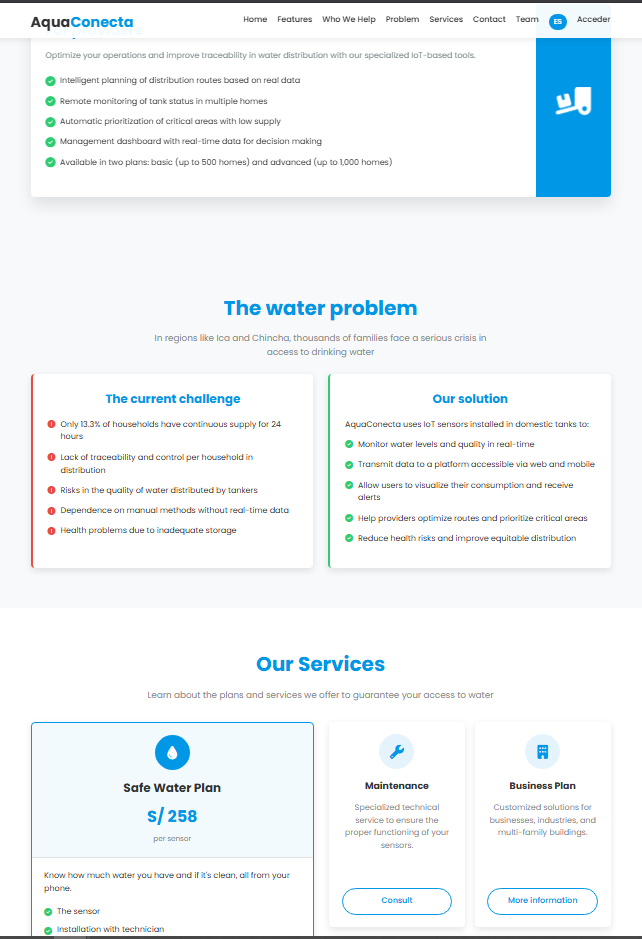 AquaConecta
Home Features Who We Help Problem Services Contact Team ES Acceder
Optimize your operations and improve traceability in water distribution with our specialized IoT-based tools.
Intelligent planning of distribution routes based on real data
Remote monitoring of tank status in multiple homes
Automatic prioritization of critical areas with low supply
Management dashboard with real-time data for decision making
Available in two plans: basic (up to 500 homes) and advanced (up to 1,000 homes)
The water problem
In regions like Ica and Chincha, thousands of families face a serious crisis in
access to drinking water
The current challenge
Only 13.3% of households have continuous supply for 24
hours
Lack of traceability and control per household in
distribution
Risks in the quality of water distributed by tankers
Dependence on manual methods without real-time data
Health problems due to inadequate storage
Our solution
AquaConecta uses IoT sensors installed in domestic tanks to:
Monitor water levels and quality in real-time
Transmit data to a platform accessible via web and mobile
Allow users to visualize their consumption and receive
alerts
Help providers optimize routes and prioritize critical areas
Reduce health risks and improve equitable distribution
Our Services
Learn about the plans and services we offer to guarantee your access to water
Safe Water Plan
S/ 258
per sensor
Know how much water you have and if it's clean, all from your
phone.
The sensor
Installation with technician
Maintenance
Specialized technical
service to ensure the
proper functioning of your
sensors.
Consult
Business Plan
Customized solutions for
businesses, industries, and
multi-family buildings.
More information